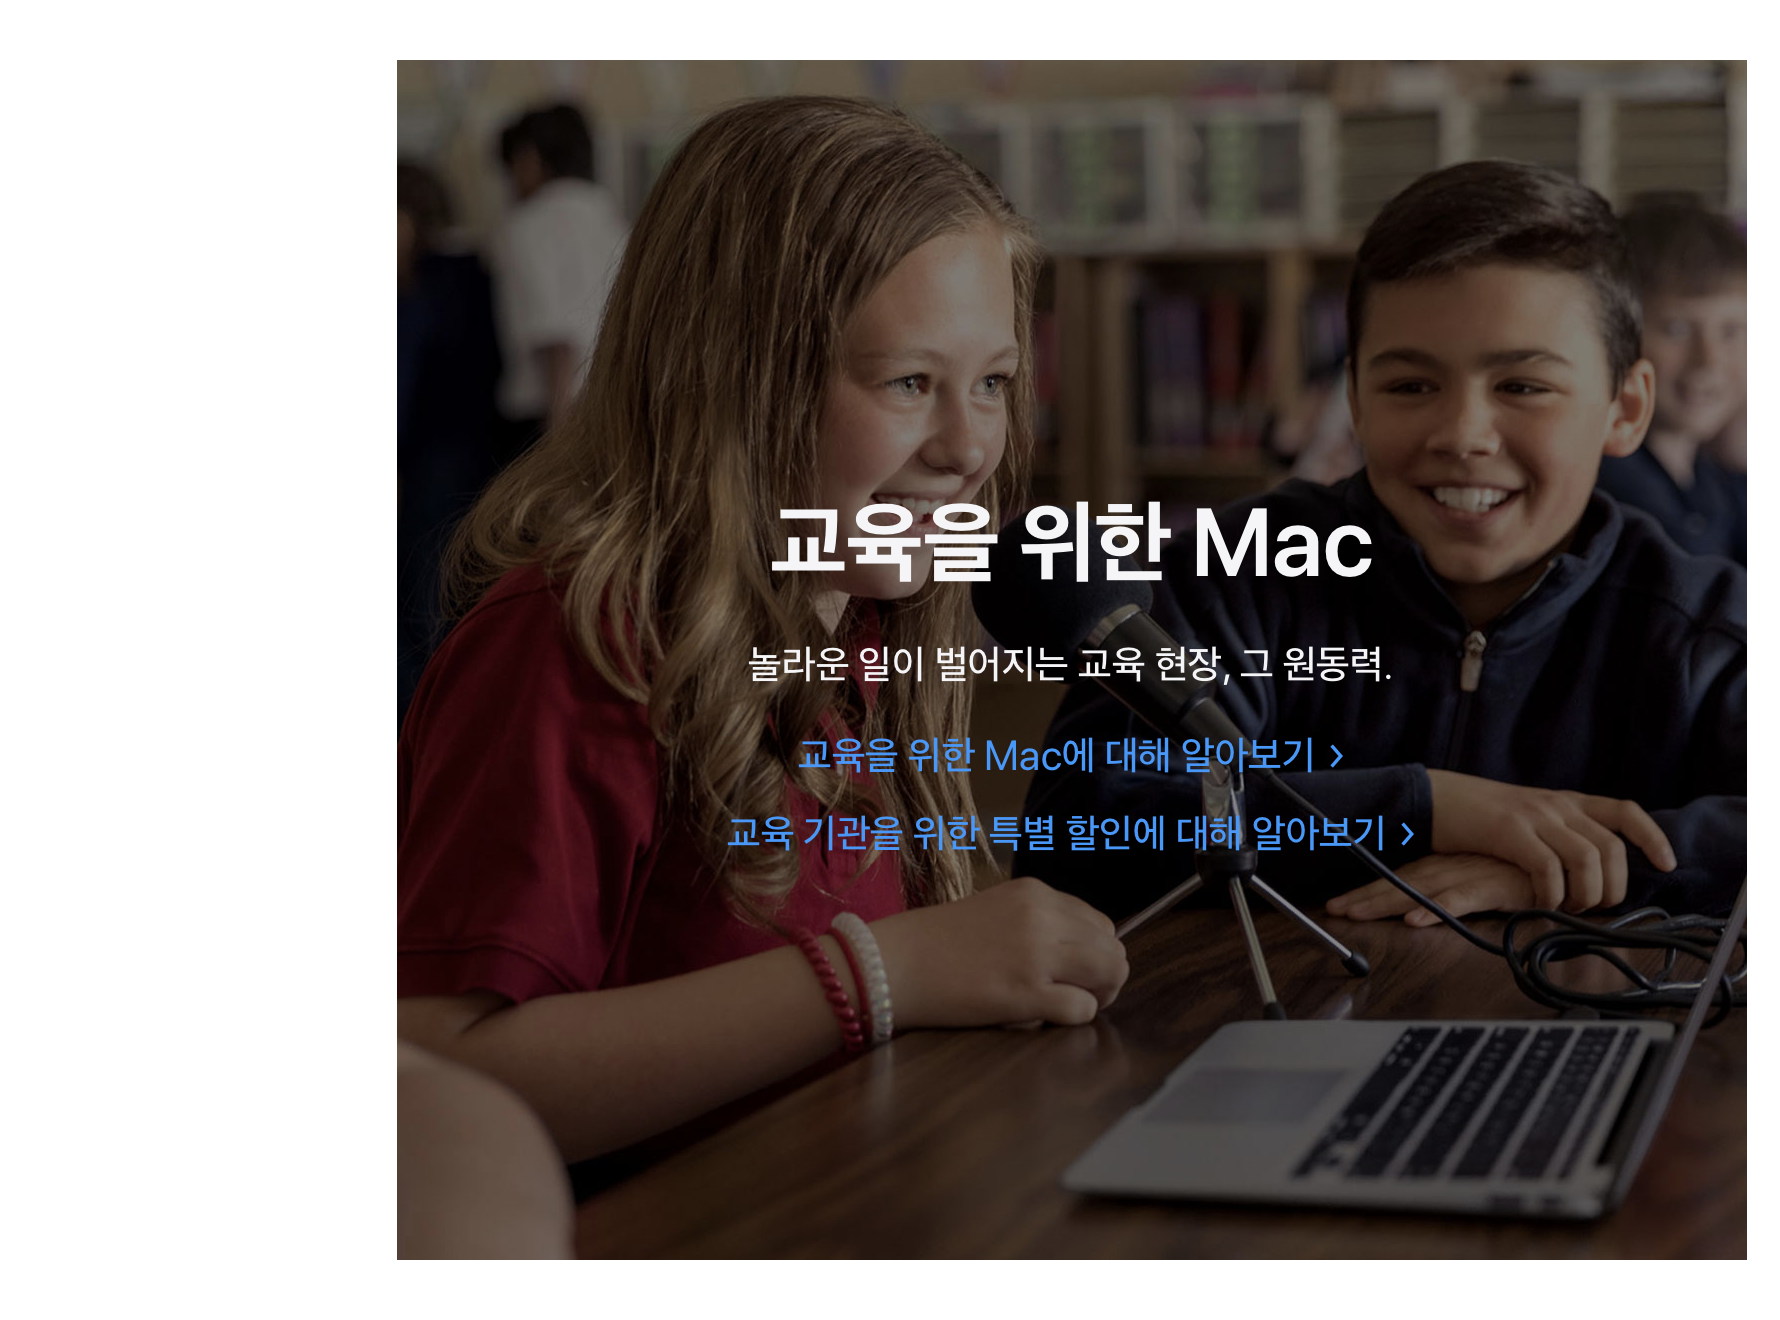 교육을 위한 Mac
놀라운 일이 벌어지는 교육 현장, 그 원동력.
교육을 위한 Mac에 대해 알아보기 >
교육 기관을 위한 특별 할인에 대해 알아보기 >